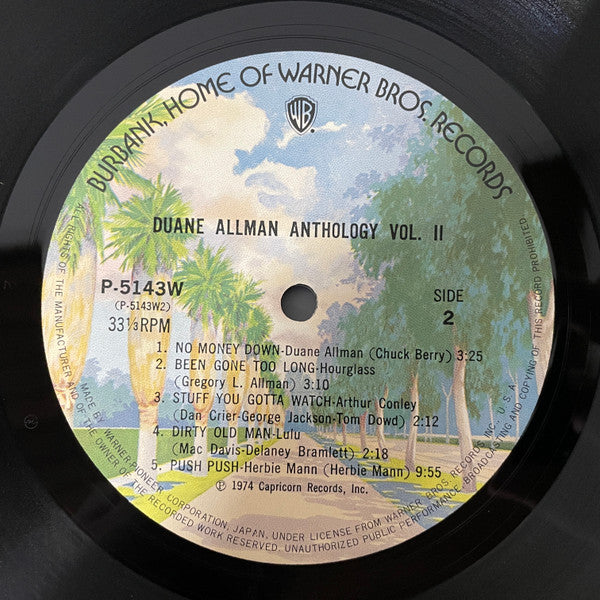 BURBANK, HOME OF WARNER BROS. RECORDS
WB
DUANE ALLMAN ANTHOLOGY VOL. II
P-5143W
(P-5143W2)
33⅓RPM
SIDE
2
1. NO MONEY DOWN-Duane Allman (Chuck Berry) 3:25
2. BEEN GONE TOO LONG-Hourglass
(Gregory L. Allman) 3:10
3. STUFF YOU GOTTA WATCH-Arthur Conley
(Dan Crier-George Jackson-Tom Dowd) 2:12
4. DIRTY OLD MAN-Lulu
(Mac Davis-Delaney Bramlett) 2:18
5. PUSH PUSH-Herbie Mann (Herbie Mann) 9:55
Ⓟ 1974 Capricorn Records, Inc.
MADE BY WARNER-PIONEER CORPORATION, JAPAN, UNDER LICENSE FROM WARNER BROS. RECORDS INC., U.S.A.
ALL RIGHTS OF THE MANUFACTURER AND OF THE OWNER OF THE RECORDED WORK RESERVED. UNAUTHORIZED PUBLIC PERFORMANCE, BROADCASTING AND COPYING OF THIS RECORD PROHIBITED